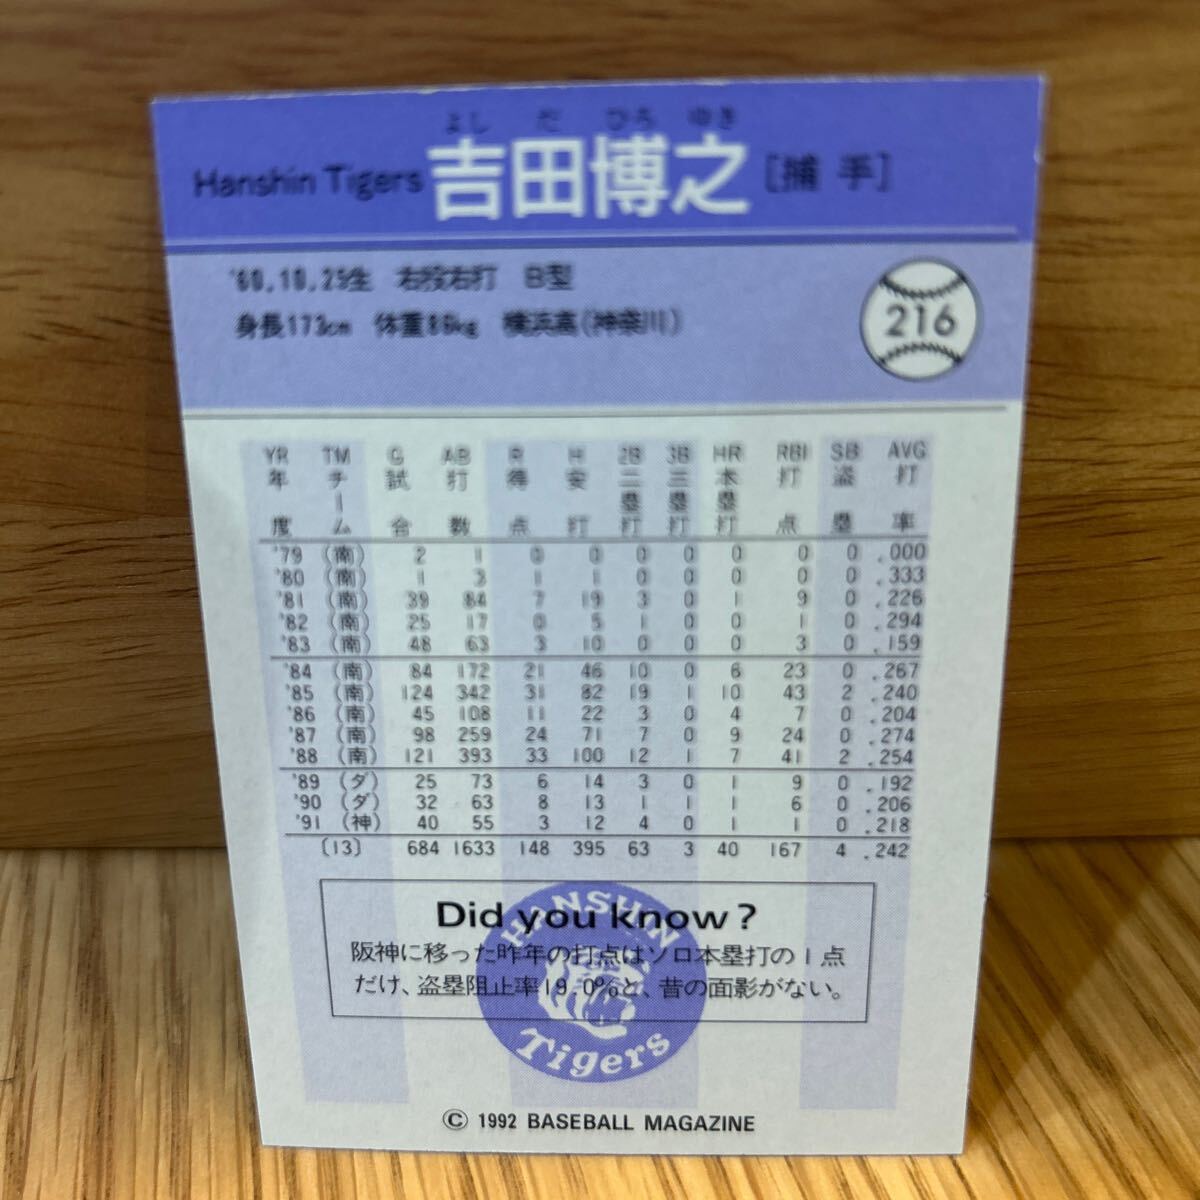 よしだ ひろゆき
Hanshin Tigers 吉田博之 [捕手]
'60.10.25生 右投右打 B型
身長173cm 体重86kg 横浜高(神奈川)
216
YR TM G AB R H 2B 3B HR RBI SB AVG
年度 チーム 試合 打数 得点 安打 二塁打 三塁打 本塁打 打点 盗塁 打率
'79 (南) 2 1 0 0 0 0 0 0 0 .000
'80 (南) 1 3 1 1 0 0 0 0 0 .333
'81 (南) 39 84 7 19 3 0 1 9 0 .226
'82 (南) 25 17 0 5 1 0 0 1 0 .294
'83 (南) 48 63 3 10 0 0 0 3 0 .159
'84 (南) 84 172 21 46 10 0 6 23 0 .267
'85 (南) 124 342 31 82 19 1 10 43 2 .240
'86 (南) 45 108 11 22 3 0 4 7 0 .204
'87 (南) 98 259 24 71 7 0 9 24 0 .274
'88 (南) 121 393 33 100 12 1 7 41 2 .254
'89 (ダ) 25 73 6 14 3 0 1 9 0 .192
'90 (ダ) 32 63 8 13 1 1 1 6 0 .206
'91 (神) 40 55 3 12 4 0 1 1 0 .218
〔13〕 684 1633 148 395 63 3 40 167 4 .242
Did you know?
阪神に移った昨年の打点はソロ本塁打の1点
だけ、盗塁阻止率19.0%と、昔の面影がない。
HANSHIN
Tigers
© 1992 BASEBALL MAGAZINE